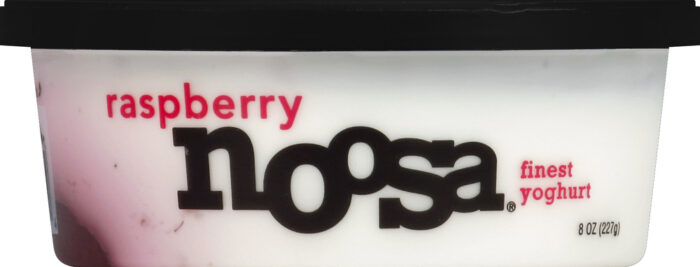 raspberry
noosa®
finest
yoghurt
8 OZ (227g)